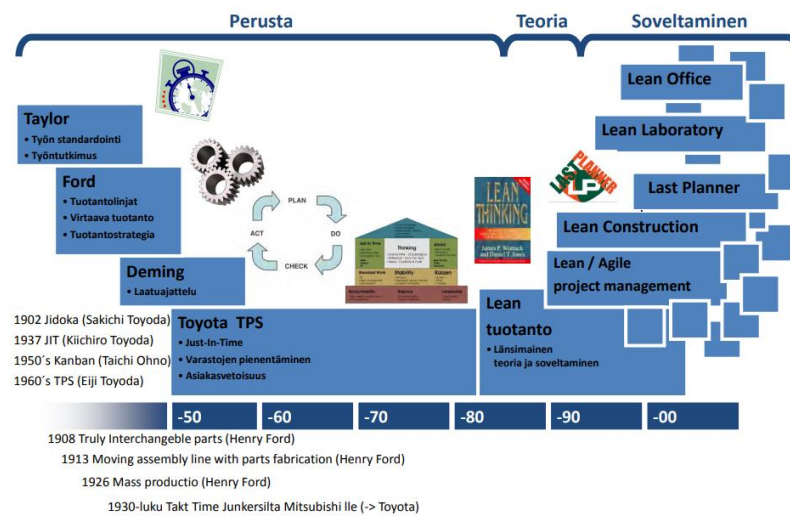 Perusta
Teoria
Soveltaminen
Taylor
• Työn standardointi
• Työntutkimus
Ford
• Tuotantolinjat
• Virtaava tuotanto
• Tuotantostrategia
Deming
• Laatuajattelu
PLAN
DO
CHECK
ACT
Thinking
Stability
Kaizen
LEAN
THINKING
James P. Womack
and Daniel T. Jones
LAST
PLANNER
LP
Lean Office
Lean Laboratory
Last Planner
Lean Construction
Lean / Agile
project management
1902 Jidoka (Sakichi Toyoda)
1937 JIT (Kiichiro Toyoda)
1950´s Kanban (Taichi Ohno)
1960´s TPS (Eiji Toyoda)
Toyota TPS
• Just-In-Time
• Varastojen pienentäminen
• Asiakasvetoisuus
Lean
tuotanto
• Länsimainen
teoria ja soveltaminen
-50
-60
-70
-80
-90
-00
1908 Truly Interchangeble parts (Henry Ford)
1913 Moving assembly line with parts fabrication (Henry Ford)
1926 Mass productio (Henry Ford)
1930-luku Takt Time Junkersilta Mitsubishi lle (-> Toyota)